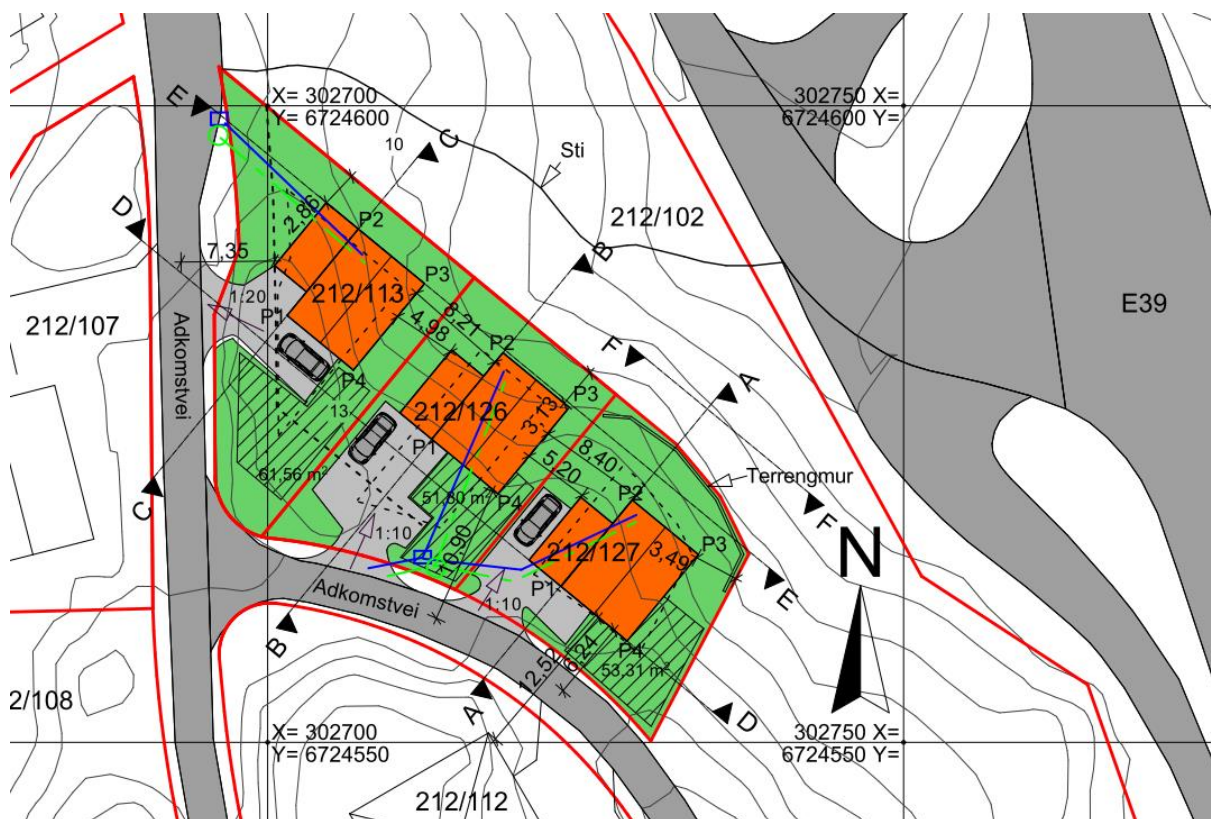 E
X= 302700
Y= 6724600
302750 X=
6724600 Y=
10
C
Sti
D
2,86
P2
212/102
7,35
B
P3
E39
1:20
212/113
8,21
212/107
P1
4,98
P2
F
Adkomstvei
P4
P3
A
13
212/126
3,13
8,40
P1
5,20
61,56 m²
Terrengmur
51,80 m²
P4
P2
C
F
1:10
N
212/127
3,49
P3
10,90
P1
Adkomstvei
1:10
E
B
6,24
P4
12,52
53,31 m²
2/108
A
D
X= 302700
Y= 6724550
302750 X=
6724550 Y=
212/112